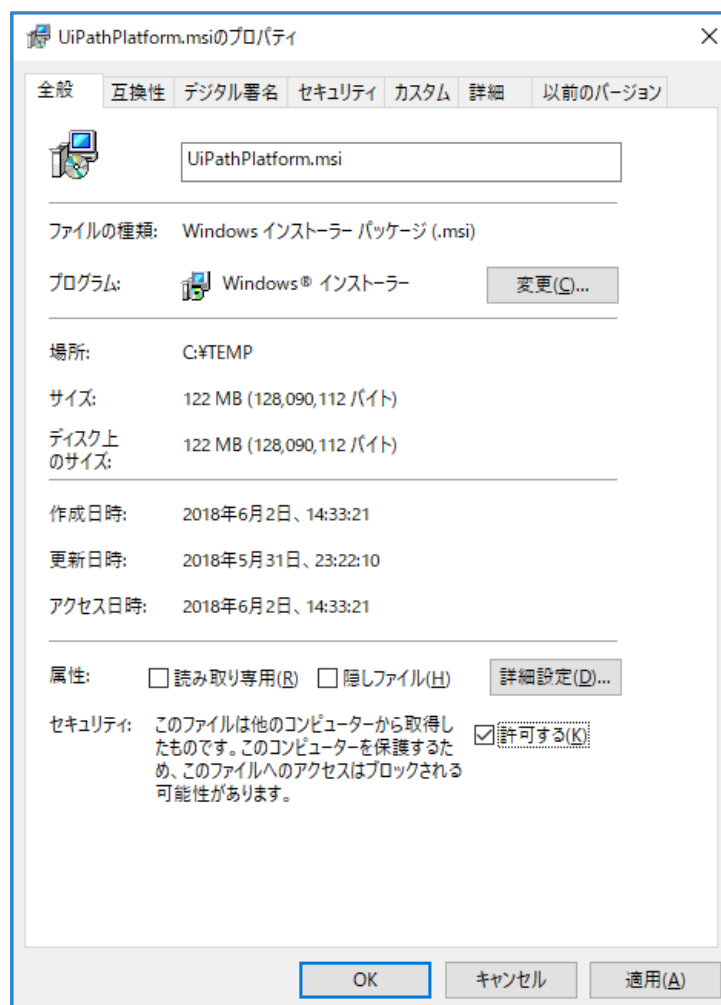 UiPathPlatform.msiのプロパティ
全般 互換性 デジタル署名 セキュリティ カスタム 詳細 以前のバージョン
UiPathPlatform.msi
ファイルの種類: Windows インストーラー パッケージ (.msi)
プログラム: Windows® インストーラー 変更(C)...
場所: C:¥TEMP
サイズ: 122 MB (128,090,112 バイト)
ディスク上
のサイズ: 122 MB (128,090,112 バイト)
作成日時: 2018年6月2日、14:33:21
更新日時: 2018年5月31日、23:22:10
アクセス日時: 2018年6月2日、14:33:21
属性: 読み取り専用(R) 隠しファイル(H) 詳細設定(D)...
セキュリティ: このファイルは他のコンピューターから取得し
たものです。このコンピューターを保護するた
め、このファイルへのアクセスはブロックされる
可能性があります。
許可する(K)
OK キャンセル 適用(A)